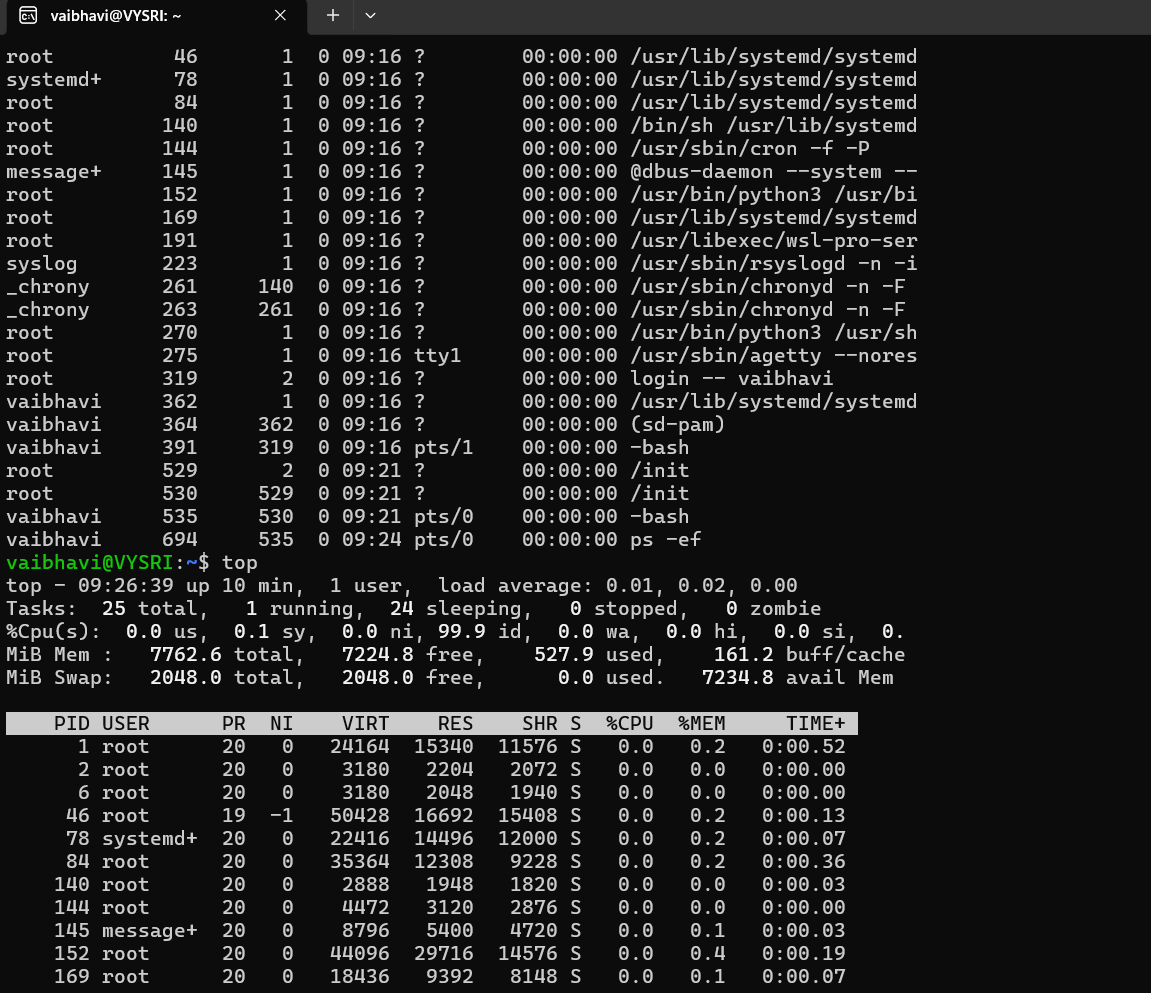 vaibhavi@VYSRI: ~
root 46 1 0 09:16 ? 00:00:00 /usr/lib/systemd/systemd
systemd+ 78 1 0 09:16 ? 00:00:00 /usr/lib/systemd/systemd
root 84 1 0 09:16 ? 00:00:00 /usr/lib/systemd/systemd
root 140 1 0 09:16 ? 00:00:00 /bin/sh /usr/lib/systemd
root 144 1 0 09:16 ? 00:00:00 /usr/sbin/cron -f -P
message+ 145 1 0 09:16 ? 00:00:00 @dbus-daemon --system --
root 152 1 0 09:16 ? 00:00:00 /usr/bin/python3 /usr/bi
root 169 1 0 09:16 ? 00:00:00 /usr/lib/systemd/systemd
root 191 1 0 09:16 ? 00:00:00 /usr/libexec/wsl-pro-ser
syslog 223 1 0 09:16 ? 00:00:00 /usr/sbin/rsyslogd -n -i
_chrony 261 140 0 09:16 ? 00:00:00 /usr/sbin/chronyd -n -F
_chrony 263 261 0 09:16 ? 00:00:00 /usr/sbin/chronyd -n -F
root 270 1 0 09:16 ? 00:00:00 /usr/bin/python3 /usr/sh
root 275 1 0 09:16 tty1 00:00:00 /usr/sbin/agetty --nores
root 319 2 0 09:16 ? 00:00:00 login -- vaibhavi
vaibhavi 362 1 0 09:16 ? 00:00:00 /usr/lib/systemd/systemd
vaibhavi 364 362 0 09:16 ? 00:00:00 (sd-pam)
vaibhavi 391 319 0 09:16 pts/1 00:00:00 -bash
root 529 2 0 09:21 ? 00:00:00 /init
root 530 529 0 09:21 ? 00:00:00 /init
vaibhavi 535 530 0 09:21 pts/0 00:00:00 -bash
vaibhavi 694 535 0 09:24 pts/0 00:00:00 ps -ef
vaibhavi@VYSRI:~$ top
top - 09:26:39 up 10 min, 1 user, load average: 0.01, 0.02, 0.00
Tasks: 25 total, 1 running, 24 sleeping, 0 stopped, 0 zombie
%Cpu(s): 0.0 us, 0.1 sy, 0.0 ni, 99.9 id, 0.0 wa, 0.0 hi, 0.0 si, 0.
MiB Mem : 7762.6 total, 7224.8 free, 527.9 used, 161.2 buff/cache
MiB Swap: 2048.0 total, 2048.0 free, 0.0 used. 7234.8 avail Mem
PID USER PR NI VIRT RES SHR S %CPU %MEM TIME+
1 root 20 0 24164 15340 11576 S 0.0 0.2 0:00.52
2 root 20 0 3180 2204 2072 S 0.0 0.0 0:00.00
6 root 20 0 3180 2048 1940 S 0.0 0.0 0:00.00
46 root 19 -1 50428 16692 15408 S 0.0 0.2 0:00.13
78 systemd+ 20 0 22416 14496 12000 S 0.0 0.2 0:00.07
84 root 20 0 35364 12308 9228 S 0.0 0.2 0:00.36
140 root 20 0 2888 1948 1820 S 0.0 0.0 0:00.03
144 root 20 0 4472 3120 2876 S 0.0 0.0 0:00.00
145 message+ 20 0 8796 5400 4720 S 0.0 0.1 0:00.03
152 root 20 0 44096 29716 14576 S 0.0 0.4 0:00.19
169 root 20 0 18436 9392 8148 S 0.0 0.1 0:00.07